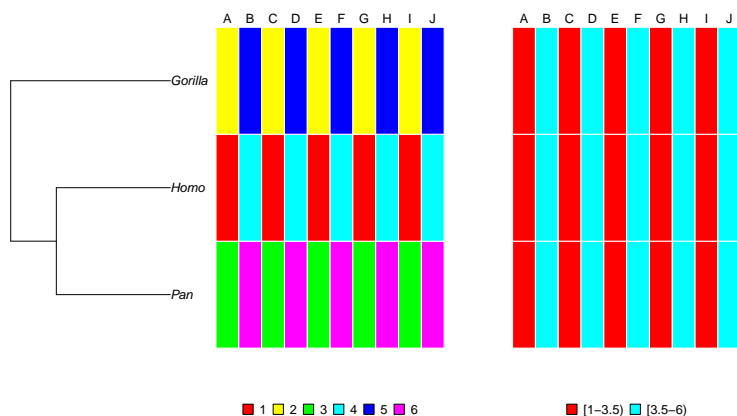 A B C D E F G H I J A B C D E F G H I J
Gorilla
Homo
Pan
1 2 3 4 5 6 [1−3.5) [3.5−6)